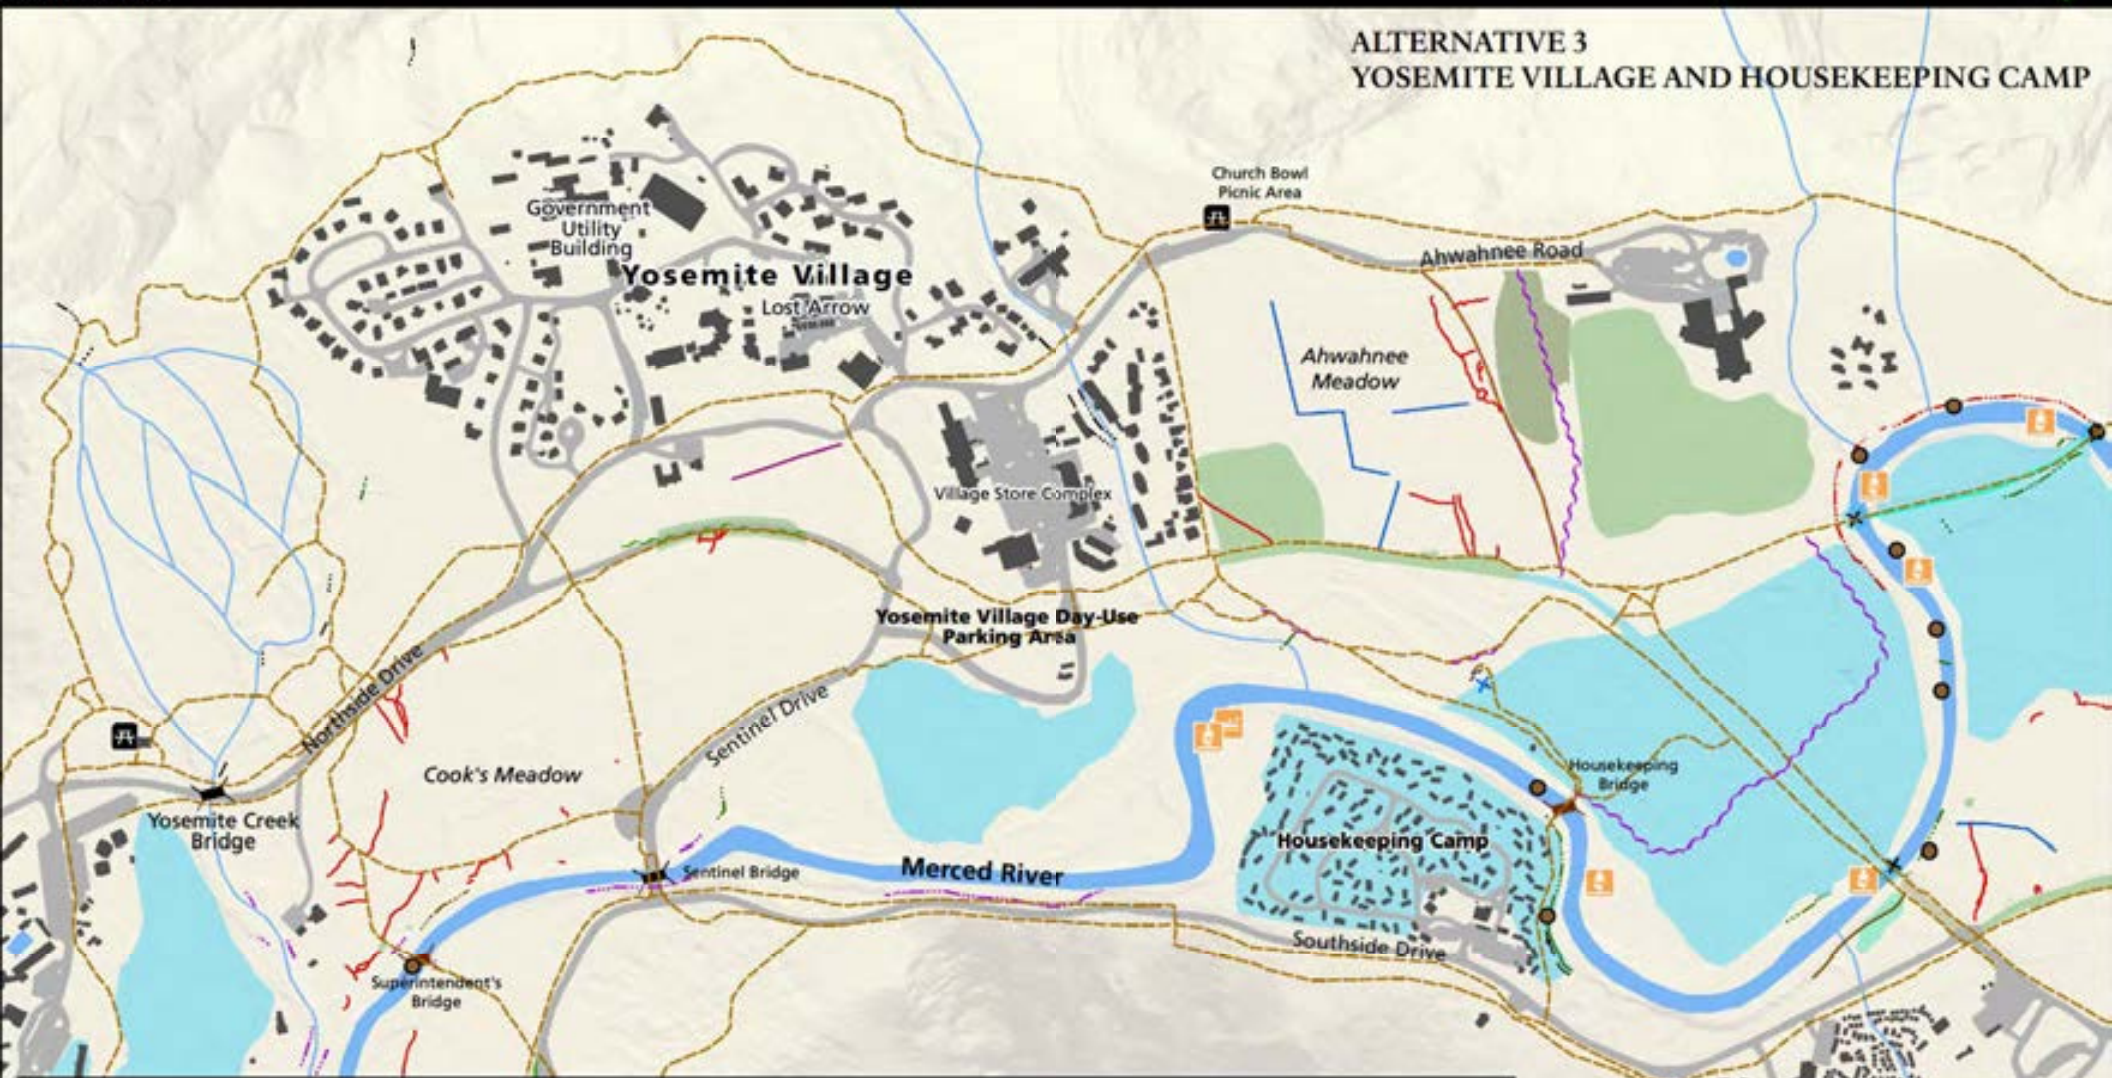 ALTERNATIVE 3
YOSEMITE VILLAGE AND HOUSEKEEPING CAMP
Church Bowl
Picnic Area
Government
Utility
Building
Yosemite Village
Lost Arrow
Ahwahnee Road
Ahwahnee
Meadow
Village Store Complex
Yosemite Village Day-Use
Parking Area
Northside Drive
Sentinel Drive
Cook's Meadow
Housekeeping
Bridge
Yosemite Creek
Bridge
Housekeeping Camp
Merced River
Sentinel Bridge
Southside Drive
Superintendent's
Bridge